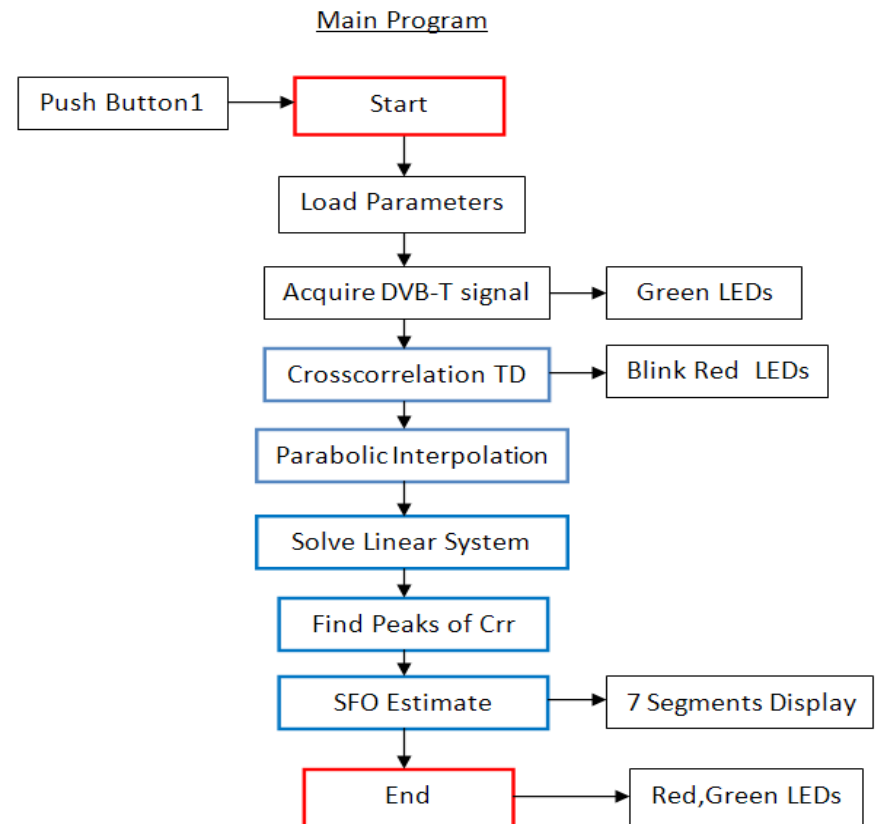 Main Program
Push Button1
Start
Load Parameters
Acquire DVB-T signal
Green LEDs
Crosscorrelation TD
Blink Red LEDs
Parabolic Interpolation
Solve Linear System
Find Peaks of Crr
SFO Estimate
7 Segments Display
End
Red,Green LEDs